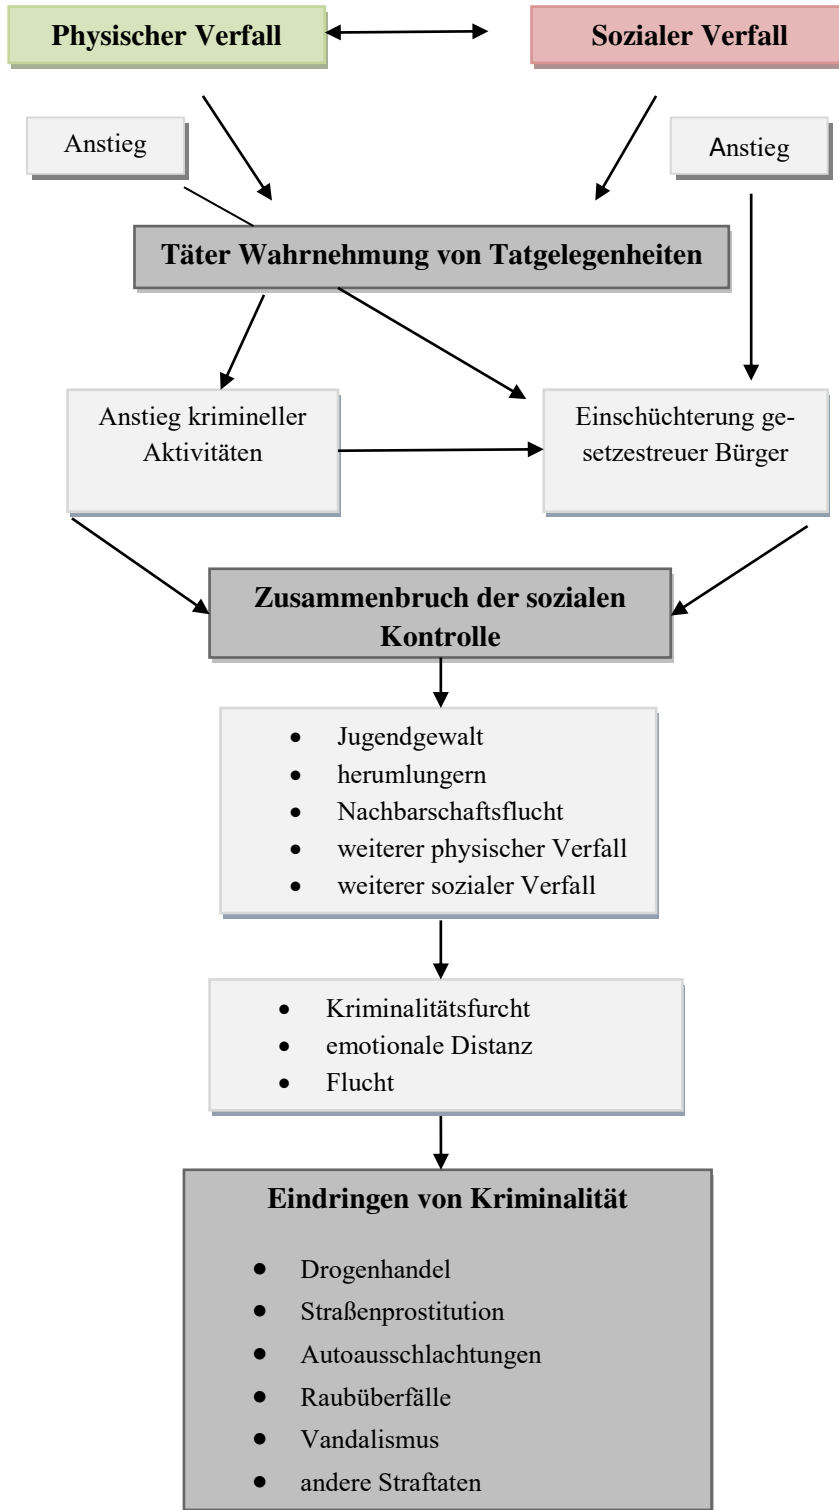 Physischer Verfall
Sozialer Verfall
Anstieg
Anstieg
Täter Wahrnehmung von Tatgelegenheiten
Anstieg krimineller
Aktivitäten
Einschüchterung ge-
setzestreuer Bürger
Zusammenbruch der sozialen
Kontrolle
• Jugendgewalt
• herumlungern
• Nachbarschaftsflucht
• weiterer physischer Verfall
• weiterer sozialer Verfall
• Kriminalitätsfurcht
• emotionale Distanz
• Flucht
Eindringen von Kriminalität
• Drogenhandel
• Straßenprostitution
• Autoausschlachtungen
• Raubüberfälle
• Vandalismus
• andere Straftaten